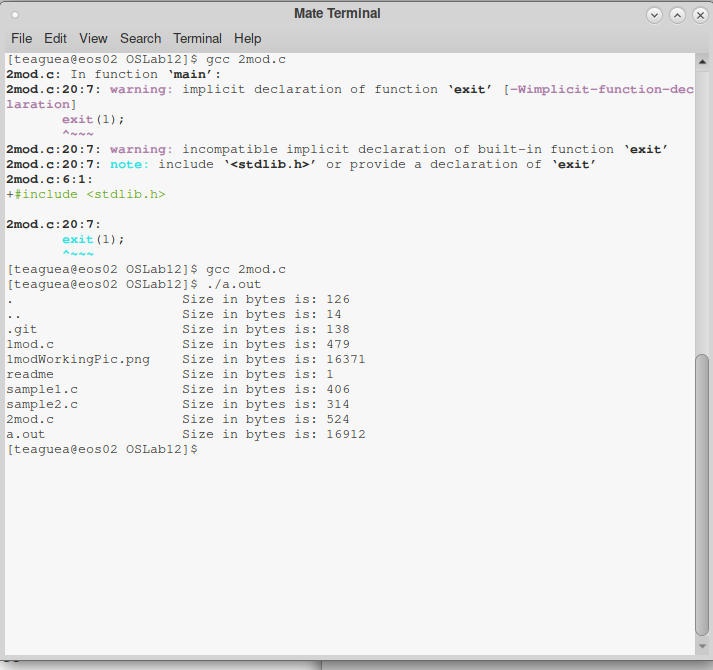 Mate Terminal
File Edit View Search Terminal Help
[teaguea@eos02 OSLab12]$ gcc 2mod.c
2mod.c: In function ‘main’:
2mod.c:20:7: warning: implicit declaration of function ‘exit’ [-Wimplicit-function-dec
laration]
       exit(1);
       ^~~~
2mod.c:20:7: warning: incompatible implicit declaration of built-in function ‘exit’
2mod.c:20:7: note: include ‘<stdlib.h>’ or provide a declaration of ‘exit’
2mod.c:6:1:
+#include <stdlib.h>
2mod.c:20:7:
       exit(1);
       ^~~~
[teaguea@eos02 OSLab12]$ gcc 2mod.c
[teaguea@eos02 OSLab12]$ ./a.out
.                     Size in bytes is: 126
..                    Size in bytes is: 14
.git                  Size in bytes is: 138
1mod.c                Size in bytes is: 479
1modWorkingPic.png    Size in bytes is: 16371
readme                Size in bytes is: 1
sample1.c             Size in bytes is: 406
sample2.c             Size in bytes is: 314
2mod.c                Size in bytes is: 524
a.out                 Size in bytes is: 16912
[teaguea@eos02 OSLab12]$